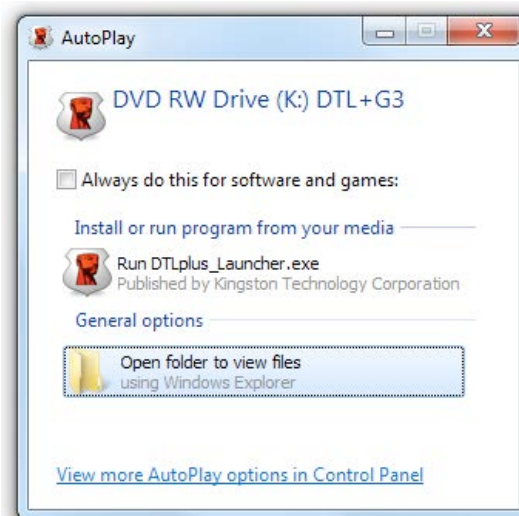 AutoPlay
DVD RW Drive (K:) DTL+G3
Always do this for software and games:
Install or run program from your media
Run DTLplus_Launcher.exe
Published by Kingston Technology Corporation
General options
Open folder to view files
using Windows Explorer
View more AutoPlay options in Control Panel